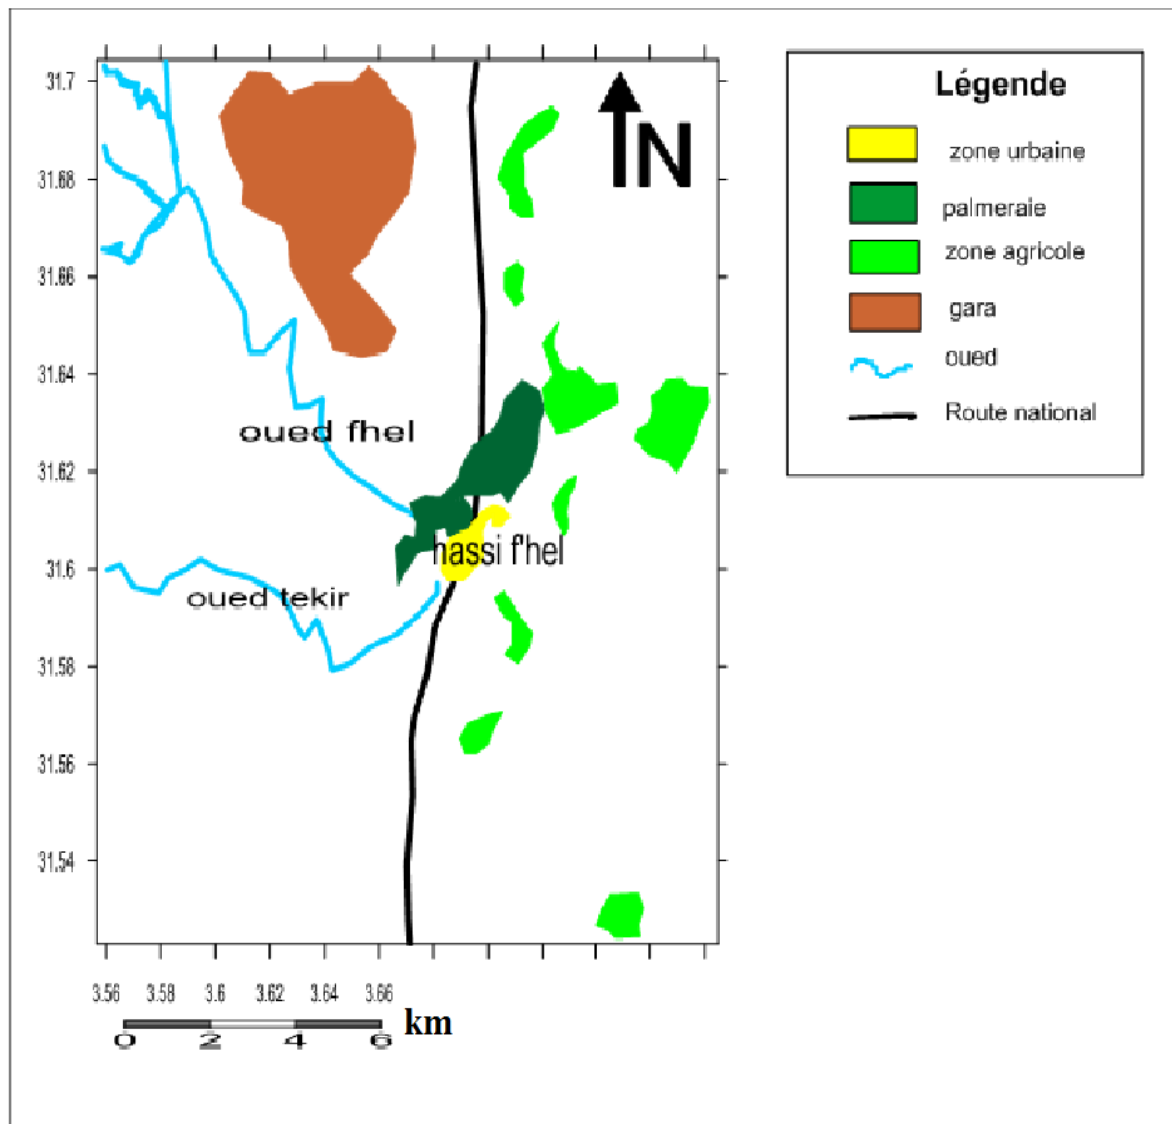 31.7
31.68
31.66
31.64
31.62
31.6
31.58
31.56
31.54
N
oued fhel
hassi f'hel
oued tekir
3.56 3.58 3.6 3.62 3.64 3.66
0 2 4 6 km
Légende
zone urbaine
palmeraie
zone agricole
gara
oued
Route national